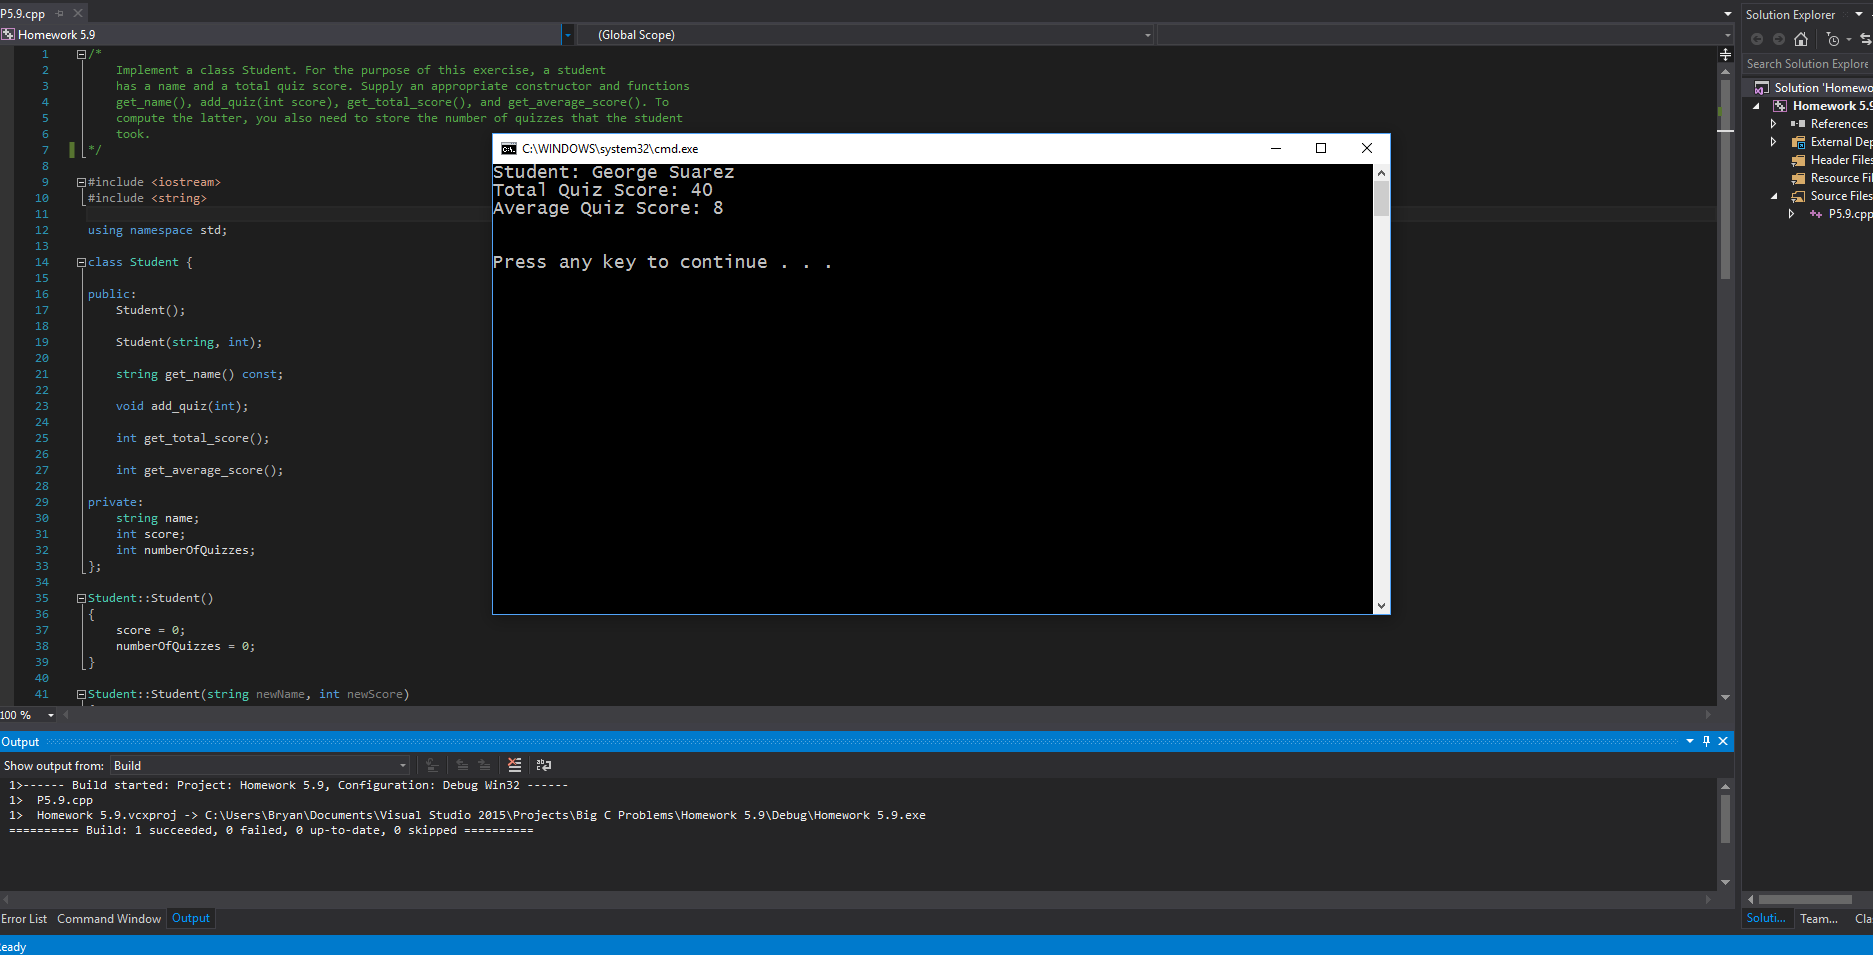 P5.9.cpp
Homework 5.9
(Global Scope)
1 /*
2 Implement a class Student. For the purpose of this exercise, a student
3 has a name and a total quiz score. Supply an appropriate constructor and functions
4 get_name(), add_quiz(int score), get_total_score(), and get_average_score(). To
5 compute the latter, you also need to store the number of quizzes that the student
6 took.
7 */
8
9 #include <iostream>
10 #include <string>
11
12 using namespace std;
13
14 class Student {
15
16 public:
17 Student();
18
19 Student(string, int);
20
21 string get_name() const;
22
23 void add_quiz(int);
24
25 int get_total_score();
26
27 int get_average_score();
28
29 private:
30 string name;
31 int score;
32 int numberOfQuizzes;
33 };
34
35 Student::Student()
36 {
37 score = 0;
38 numberOfQuizzes = 0;
39 }
40
41 Student::Student(string newName, int newScore)
100 %
C:\WINDOWS\system32\cmd.exe
Student: George Suarez
Total Quiz Score: 40
Average Quiz Score: 8
Press any key to continue . . .
Solution Explorer
Search Solution Explore
Solution 'Homewo
Homework 5.9
References
External Dep
Header Files
Resource Fil
Source Files
P5.9.cpp
Output
Show output from: Build
1>------ Build started: Project: Homework 5.9, Configuration: Debug Win32 ------
1> P5.9.cpp
1> Homework 5.9.vcxproj -> C:\Users\Bryan\Documents\Visual Studio 2015\Projects\Big C Problems\Homework 5.9\Debug\Homework 5.9.exe
========== Build: 1 succeeded, 0 failed, 0 up-to-date, 0 skipped ==========
Error List Command Window Output
Soluti... Team... Cla
eady